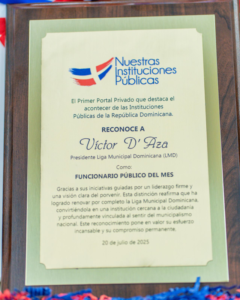 Nuestras
Instituciones
Públicas
El Primer Portal Privado que destaca el
acontecer de las Instituciones
Públicas de la República Dominicana.
RECONOCE A
Víctor D' Aza
Presidente Liga Municipal Dominicana (LMD)
Como:
FUNCIONARIO PÚBLICO DEL MES
Gracias a sus iniciativas guiadas por un liderazgo firme y
una visión clara del porvenir. Esta distinción reafirma que ha
logrado renovar por completo la Liga Municipal Dominicana,
convirtiéndola en una institución cercana a la ciudadanía
y profundamente vinculada al sentir del municipalismo
nacional. Este reconocimiento pone en valor su esfuerzo
incansable y su compromiso permanente.
20 de julio de 2025